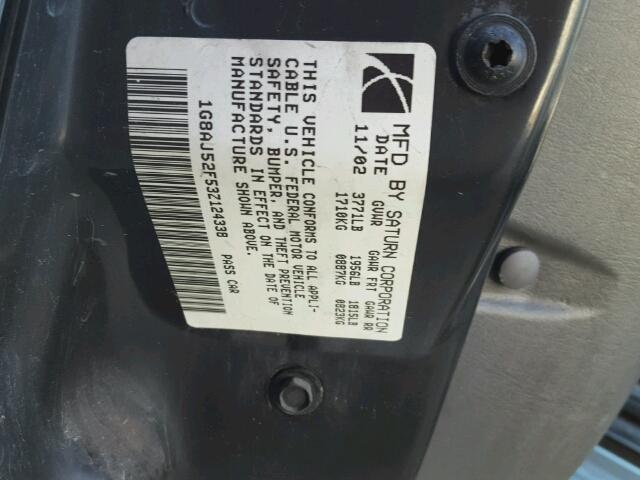 MFD BY SATURN CORPORATION
DATE GVWR GAWR FRT GAWR RR
11/02 3771LB 1956LB 1815LB
1710KG 0887KG 0823KG
THIS VEHICLE CONFORMS TO ALL APPLI-
CABLE U.S. FEDERAL MOTOR VEHICLE
SAFETY, BUMPER, AND THEFT PREVENTION
STANDARDS IN EFFECT ON THE DATE OF
MANUFACTURE SHOWN ABOVE.
1G8AJ52F53Z124338 PASS CAR